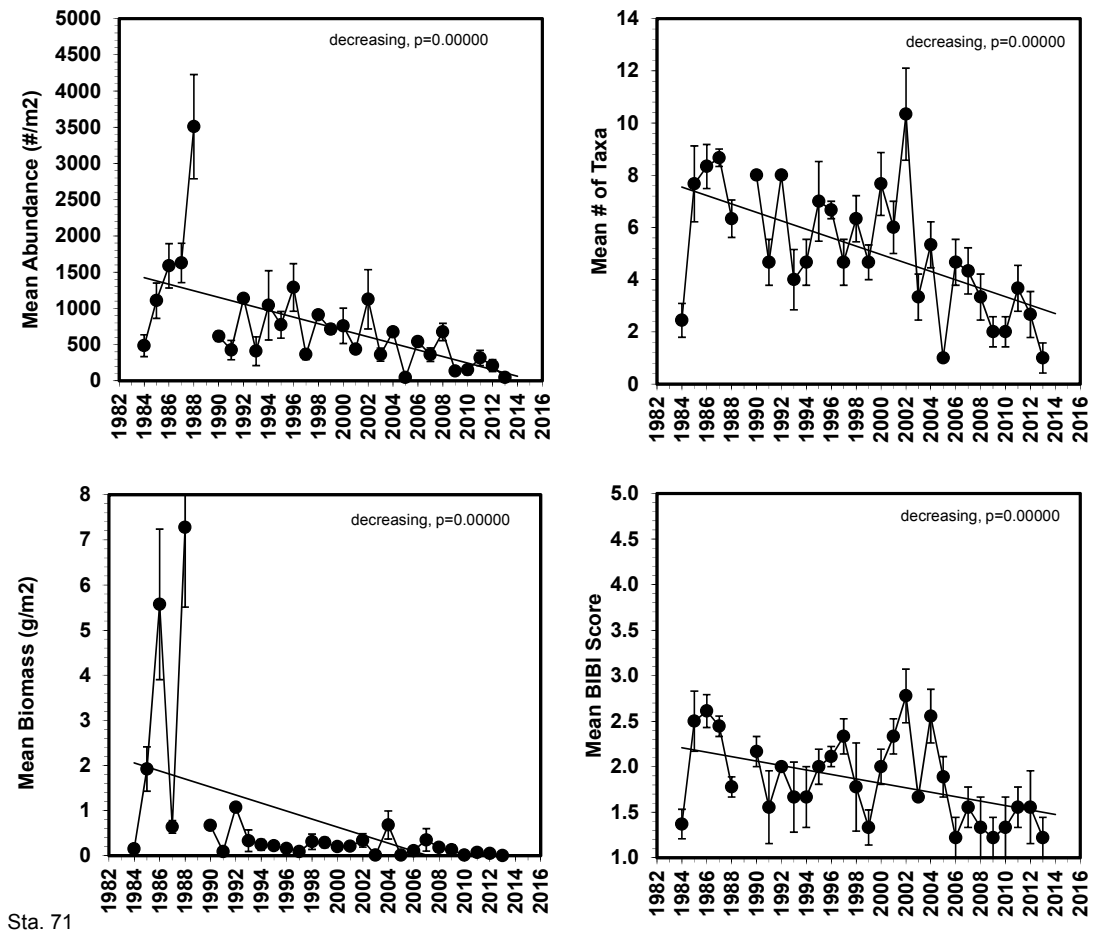 decreasing, p=0.00000
Mean Abundance (#/m2)
5000
4500
4000
3500
3000
2500
2000
1500
1000
500
0
1982 1984 1986 1988 1990 1992 1994 1996 1998 2000 2002 2004 2006 2008 2010 2012 2014 2016
decreasing, p=0.00000
Mean # of Taxa
14
12
10
8
6
4
2
0
1982 1984 1986 1988 1990 1992 1994 1996 1998 2000 2002 2004 2006 2008 2010 2012 2014 2016
decreasing, p=0.00000
Mean Biomass (g/m2)
8
7
6
5
4
3
2
1
0
1982 1984 1986 1988 1990 1992 1994 1996 1998 2000 2002 2004 2006 2008 2010 2012 2014 2016
decreasing, p=0.00000
Mean BIBI Score
5.0
4.5
4.0
3.5
3.0
2.5
2.0
1.5
1.0
1982 1984 1986 1988 1990 1992 1994 1996 1998 2000 2002 2004 2006 2008 2010 2012 2014 2016
Sta. 71